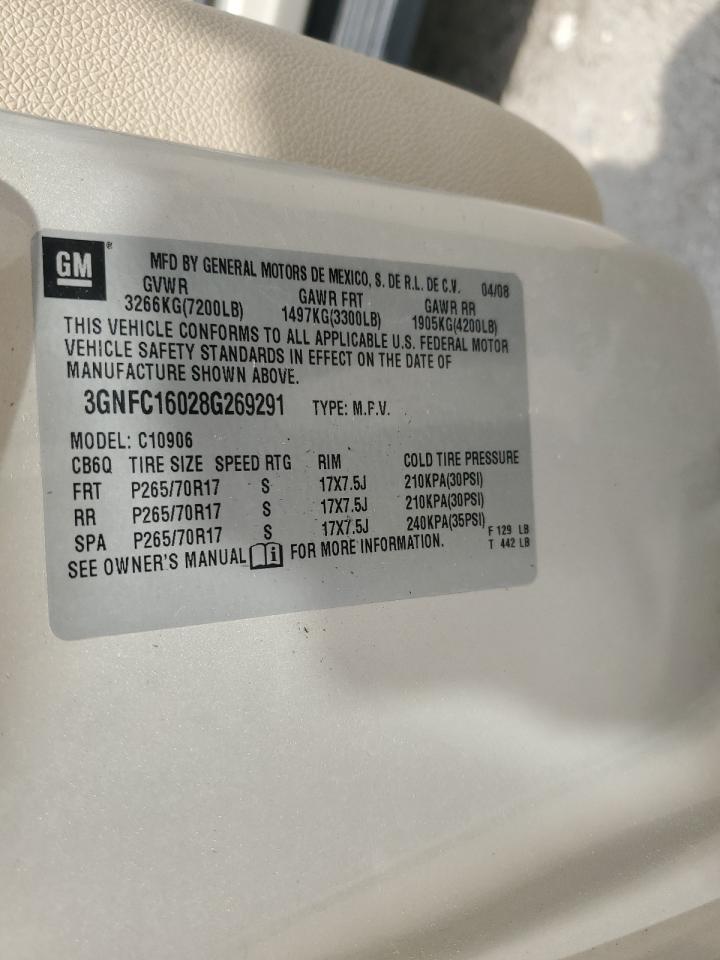 GM ® MFD BY GENERAL MOTORS DE MEXICO, S. DE R.L. DE C.V. 04/08
GVWR GAWR FRT GAWR RR
3266KG(7200LB) 1497KG(3300LB) 1905KG(4200LB)
THIS VEHICLE CONFORMS TO ALL APPLICABLE U.S. FEDERAL MOTOR
VEHICLE SAFETY STANDARDS IN EFFECT ON THE DATE OF
MANUFACTURE SHOWN ABOVE.
3GNFC16028G269291 TYPE: M.F.V.
MODEL: C10906
CB6Q TIRE SIZE SPEED RTG RIM COLD TIRE PRESSURE
FRT P265/70R17 S 17X7.5J 210KPA(30PSI)
RR P265/70R17 S 17X7.5J 210KPA(30PSI)
SPA P265/70R17 S 17X7.5J 240KPA(35PSI) F 129 LB
SEE OWNER'S MANUAL i FOR MORE INFORMATION. T 442 LB